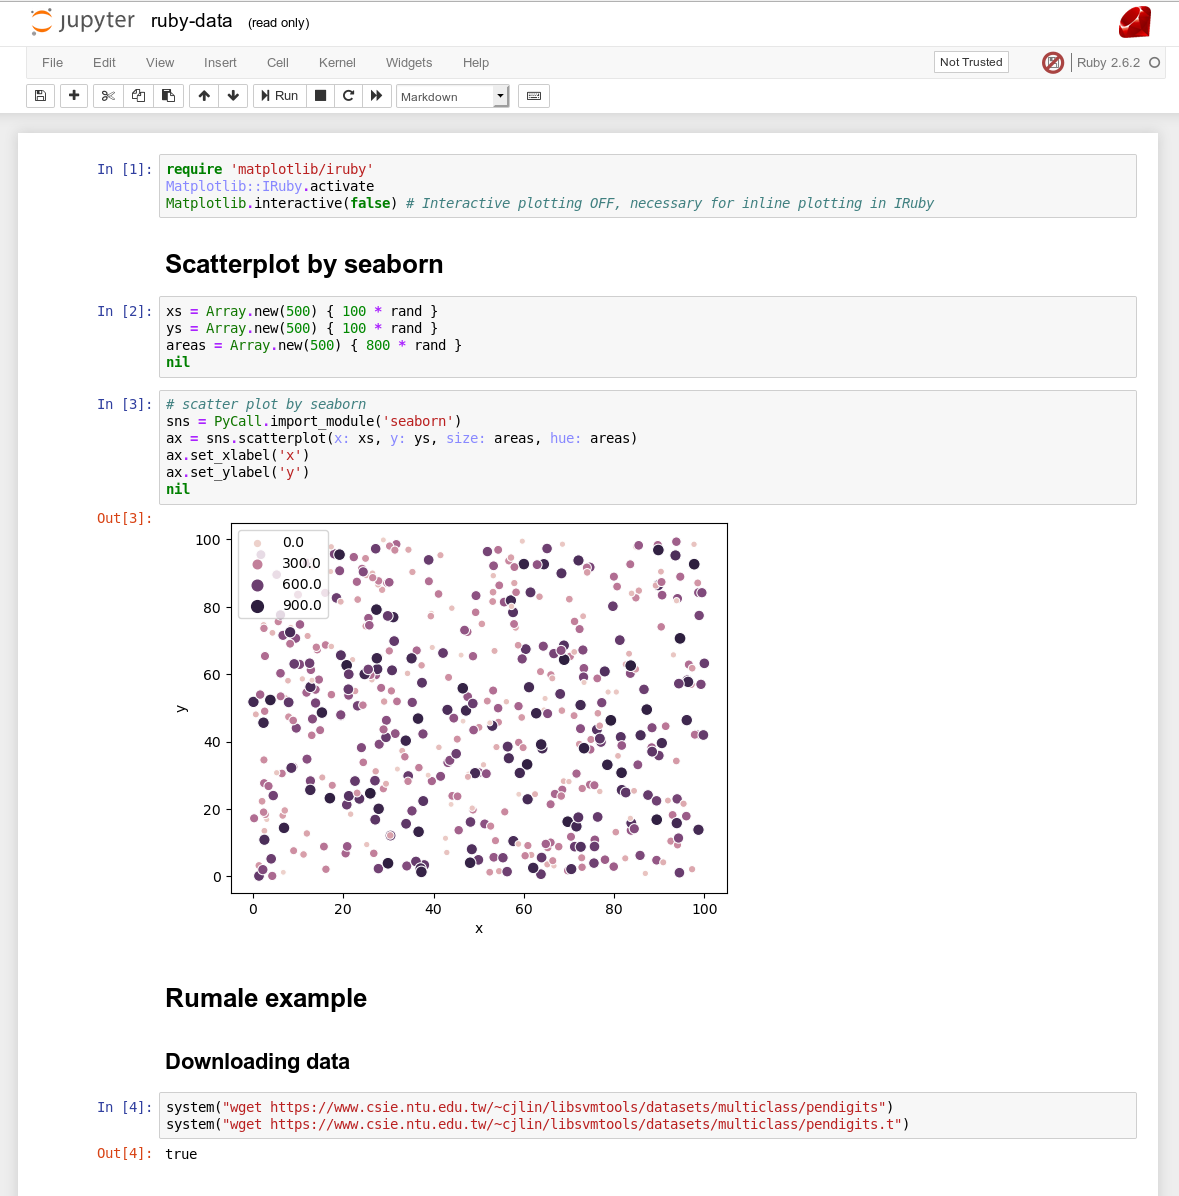 jupyter ruby-data (read only)
File Edit View Insert Cell Kernel Widgets Help Not Trusted Ruby 2.6.2
Run Markdown
In [1]: require 'matplotlib/iruby'
Matplotlib::IRuby.activate
Matplotlib.interactive(false) # Interactive plotting OFF, necessary for inline plotting in IRuby
Scatterplot by seaborn
In [2]: xs = Array.new(500) { 100 * rand }
ys = Array.new(500) { 100 * rand }
areas = Array.new(500) { 800 * rand }
nil
In [3]: # scatter plot by seaborn
sns = PyCall.import_module('seaborn')
ax = sns.scatterplot(x: xs, y: ys, size: areas, hue: areas)
ax.set_xlabel('x')
ax.set_ylabel('y')
nil
Out[3]:
0.0
300.0
600.0
900.0
100
80
60
40
20
0
y
0 20 40 60 80 100
x
Rumale example
Downloading data
In [4]: system("wget https://www.csie.ntu.edu.tw/~cjlin/libsvmtools/datasets/multiclass/pendigits")
system("wget https://www.csie.ntu.edu.tw/~cjlin/libsvmtools/datasets/multiclass/pendigits.t")
Out[4]: true